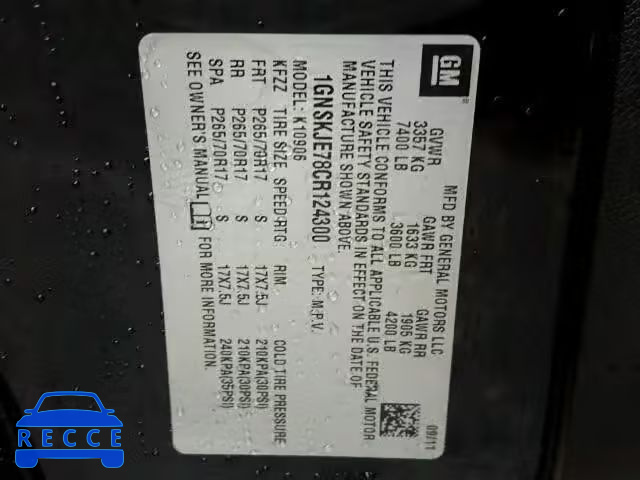 GM
MFD BY GENERAL MOTORS LLC
09/11
GVWR GAWR FRT GAWR RR
3357 KG 1633 KG 1905 KG
7400 LB 3600 LB 4200 LB
THIS VEHICLE CONFORMS TO ALL APPLICABLE U.S. FEDERAL MOTOR
VEHICLE SAFETY STANDARDS IN EFFECT ON THE DATE OF
MANUFACTURE SHOWN ABOVE.
1GNSKJE78CR124300 TYPE: M.P.V.
MODEL: K10906
KFZZ TIRE SIZE SPEED RTG RIM COLD TIRE PRESSURE
FRT P265/70R17 S 17X7.5J 210KPA(30PSI)
RR P265/70R17 S 17X7.5J 210KPA(30PSI)
SPA P265/70R17 S 17X7.5J 240KPA(35PSI)
SEE OWNER'S MANUAL FOR MORE INFORMATION.
RECCE